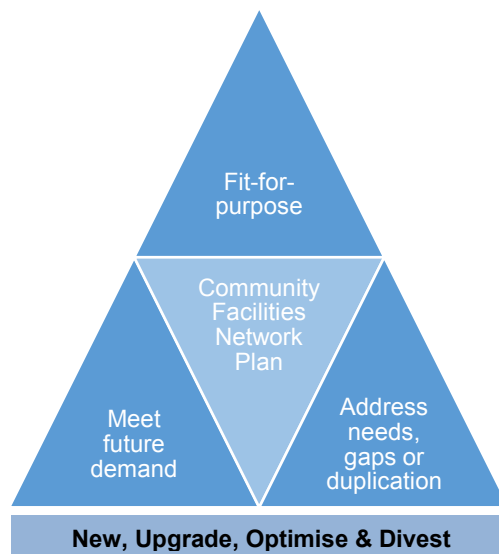 Fit-for-
purpose
Community
Facilities
Network
Plan
Meet
future
demand
Address
needs,
gaps or
duplication
New, Upgrade, Optimise & Divest